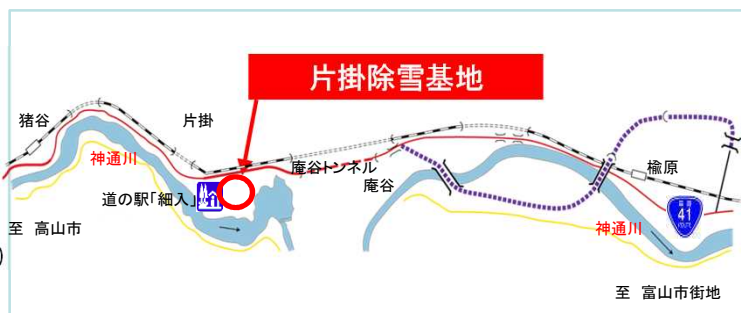 片掛除雪基地
猪谷
片掛
神通川
庵谷トンネル
庵谷
楡原
道の駅「細入」
至 高山市
国道
41
ROUTE
神通川
至 富山市街地
)